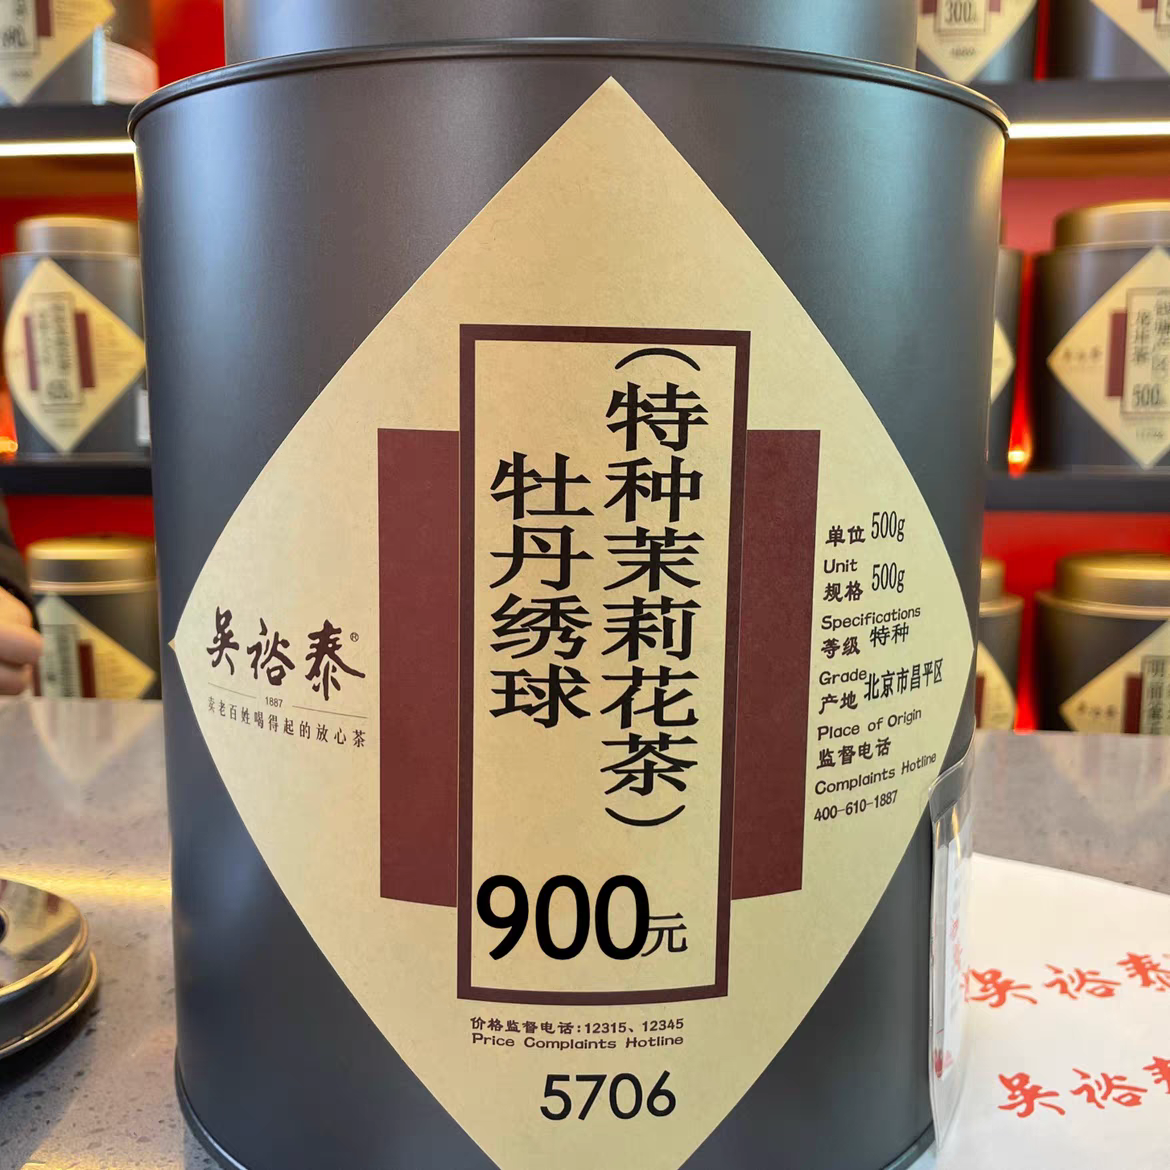 (特种茉莉花茶)
牡丹绣球
900元
吴裕泰®
1887
卖老百姓喝得起的放心茶
单位 500g
Unit
规格 500g
Specifications
等级 特种
Grade
产地 北京市昌平区
Place of Origin
监督电话
Complaints Hotline
400-610-1887
价格监督电话:12315、12345
Price Complaints Hotline
5706
300
500
吴裕泰
吴裕泰